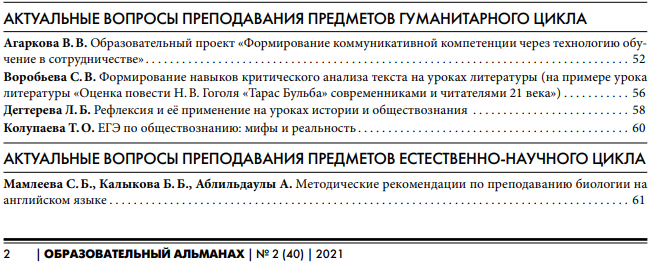 АКТУАЛЬНЫЕ ВОПРОСЫ ПРЕПОДАВАНИЯ ПРЕДМЕТОВ ГУМАНИТАРНОГО ЦИКЛА
Агаркова В. В. Образовательный проект «Формирование коммуникативной компетенции через технологию обу-
чение в сотрудничестве» 52
Воробьева С. В. Формирование навыков критического анализа текста на уроках литературы (на примере урока
литературы «Оценка повести Н. В. Гоголя «Тарас Бульба» современниками и читателями 21 века») 56
Дегтерева Л. Б. Рефлексия и её применение на уроках истории и обществознания 58
Колупаева Т. О. ЕГЭ по обществознанию: мифы и реальность 60
АКТУАЛЬНЫЕ ВОПРОСЫ ПРЕПОДАВАНИЯ ПРЕДМЕТОВ ЕСТЕСТВЕННО-НАУЧНОГО ЦИКЛА
Мамлеева С. Б., Калыкова Б. Б., Аблильдаулы А. Методические рекомендации по преподаванию биологии на
английском языке 61
2 | ОБРАЗОВАТЕЛЬНЫЙ АЛЬМАНАХ | № 2 (40) | 2021